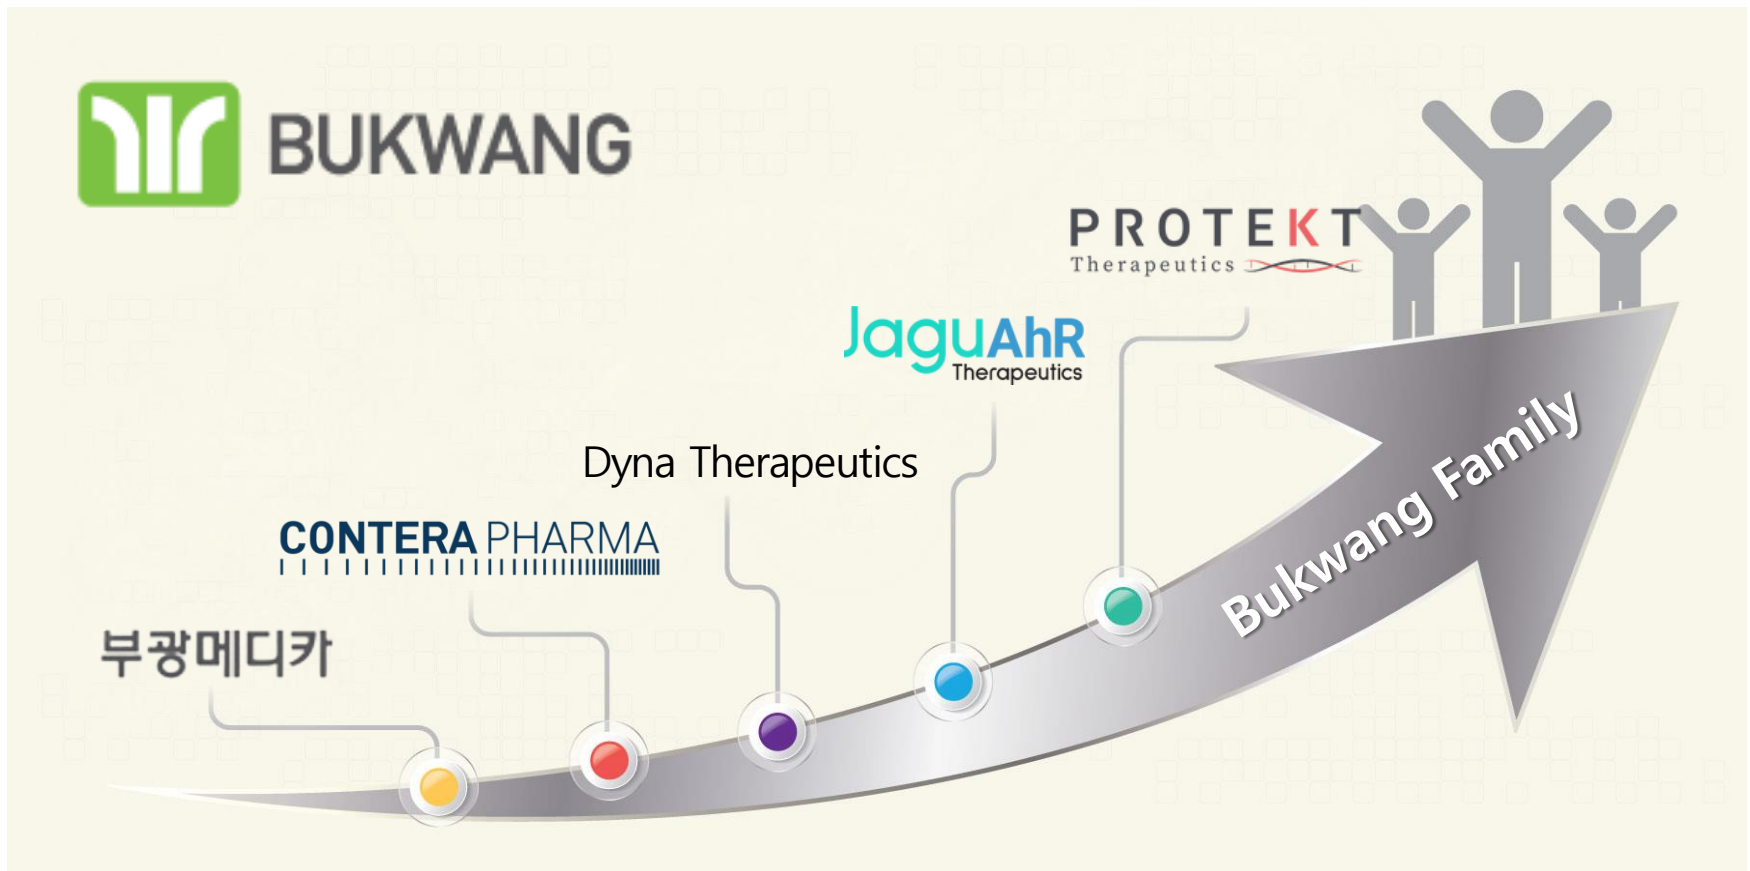 BUKWANG
PROTEKT
Therapeutics
JaguAhR
Therapeutics
Dyna Therapeutics
CONTERA PHARMA
부광메디카
Bukwang Family